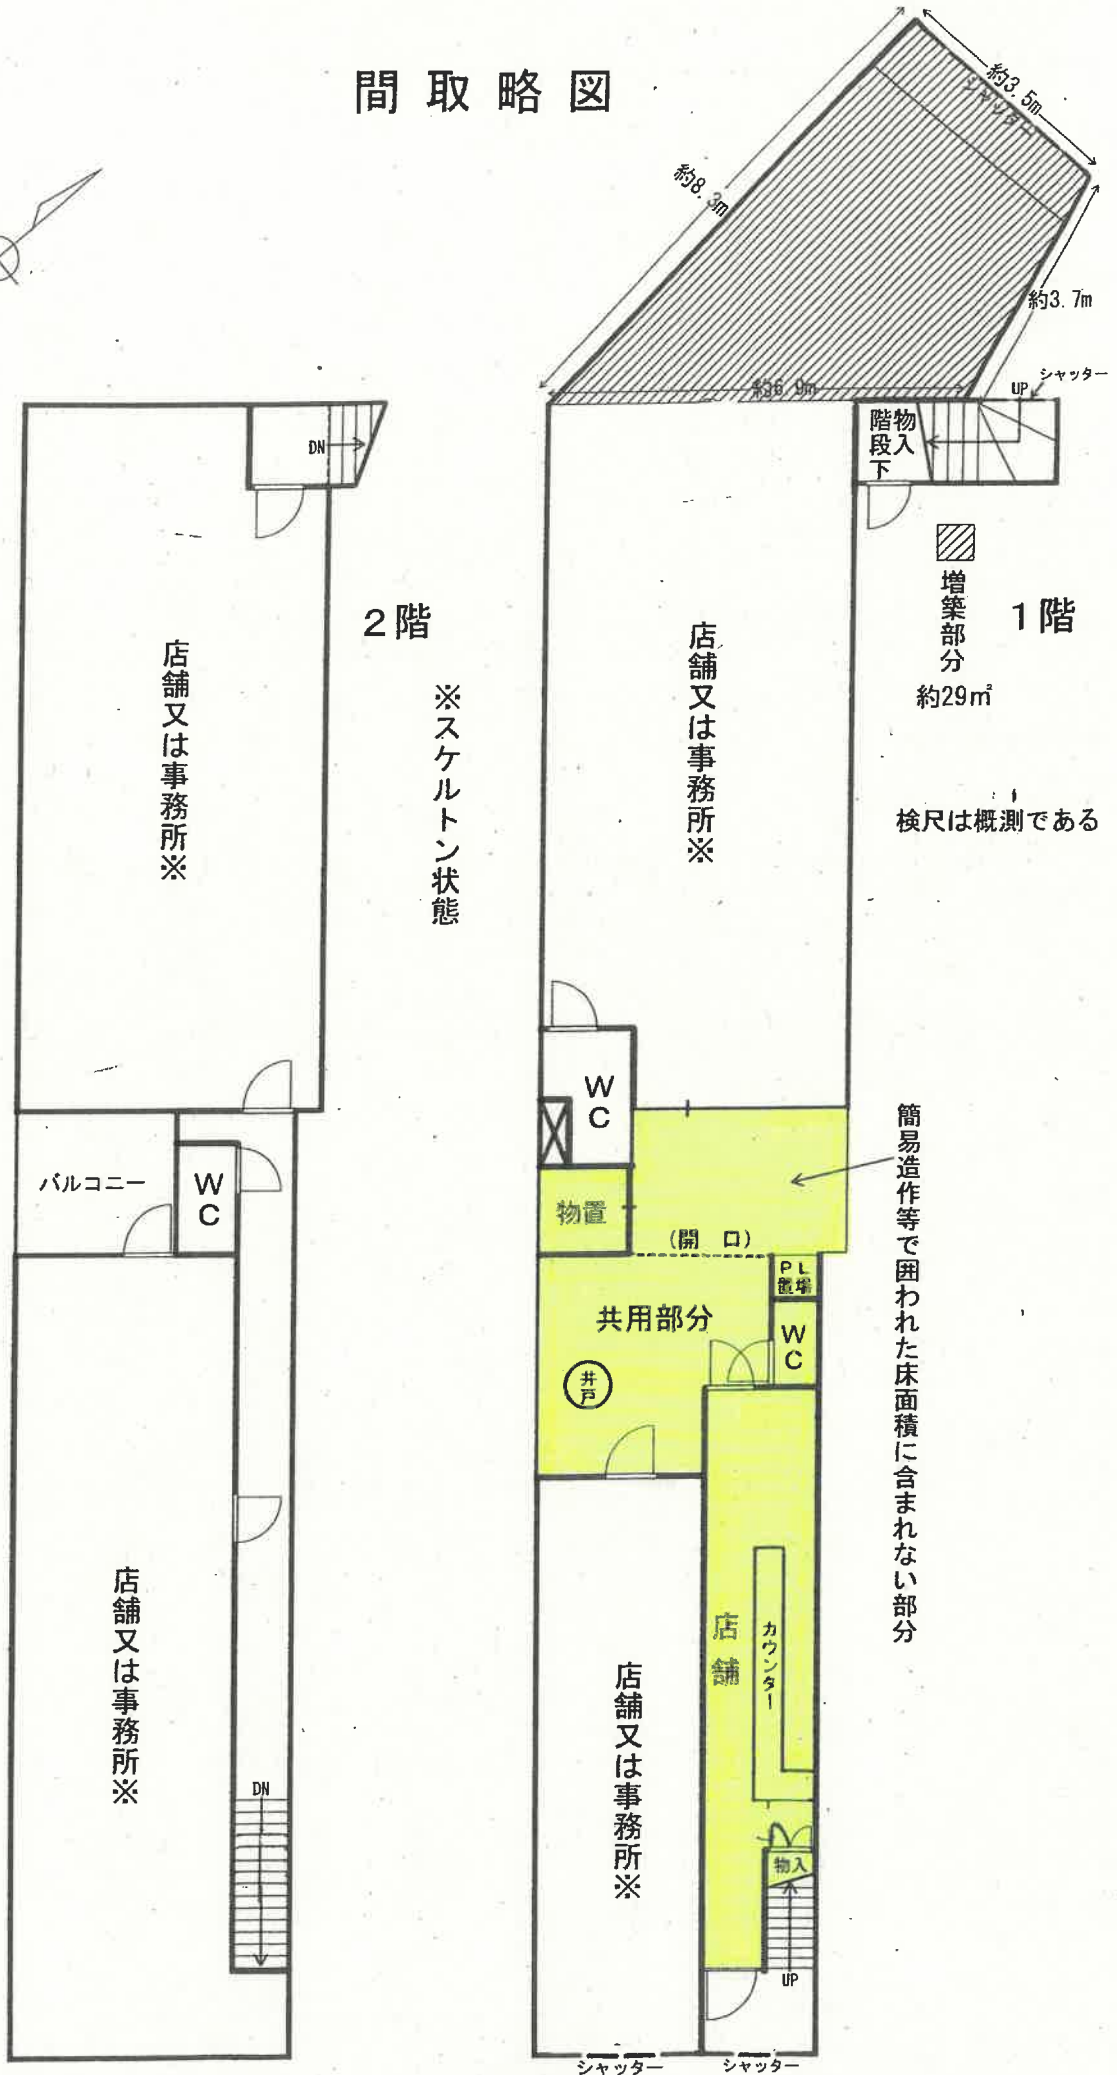 間取略図
約3.5m
シャッター
約8.3m
約3.7m
約6.9m
シャッター
UP
物入
階段下
DN
増築部分
約29㎡
1階
2階
店舗又は事務所※
※スケルトン状態
店舗又は事務所※
検尺は概測である
WC
簡易造作等で囲われた床面積に含まれない部分
バルコニー
WC
物置
(開 口)
PL
置場
共用部分
WC
井戸
店舗又は事務所※
店舗又は事務所※
店舗
カウンター
DN
物入
UP
シャッター
シャッター